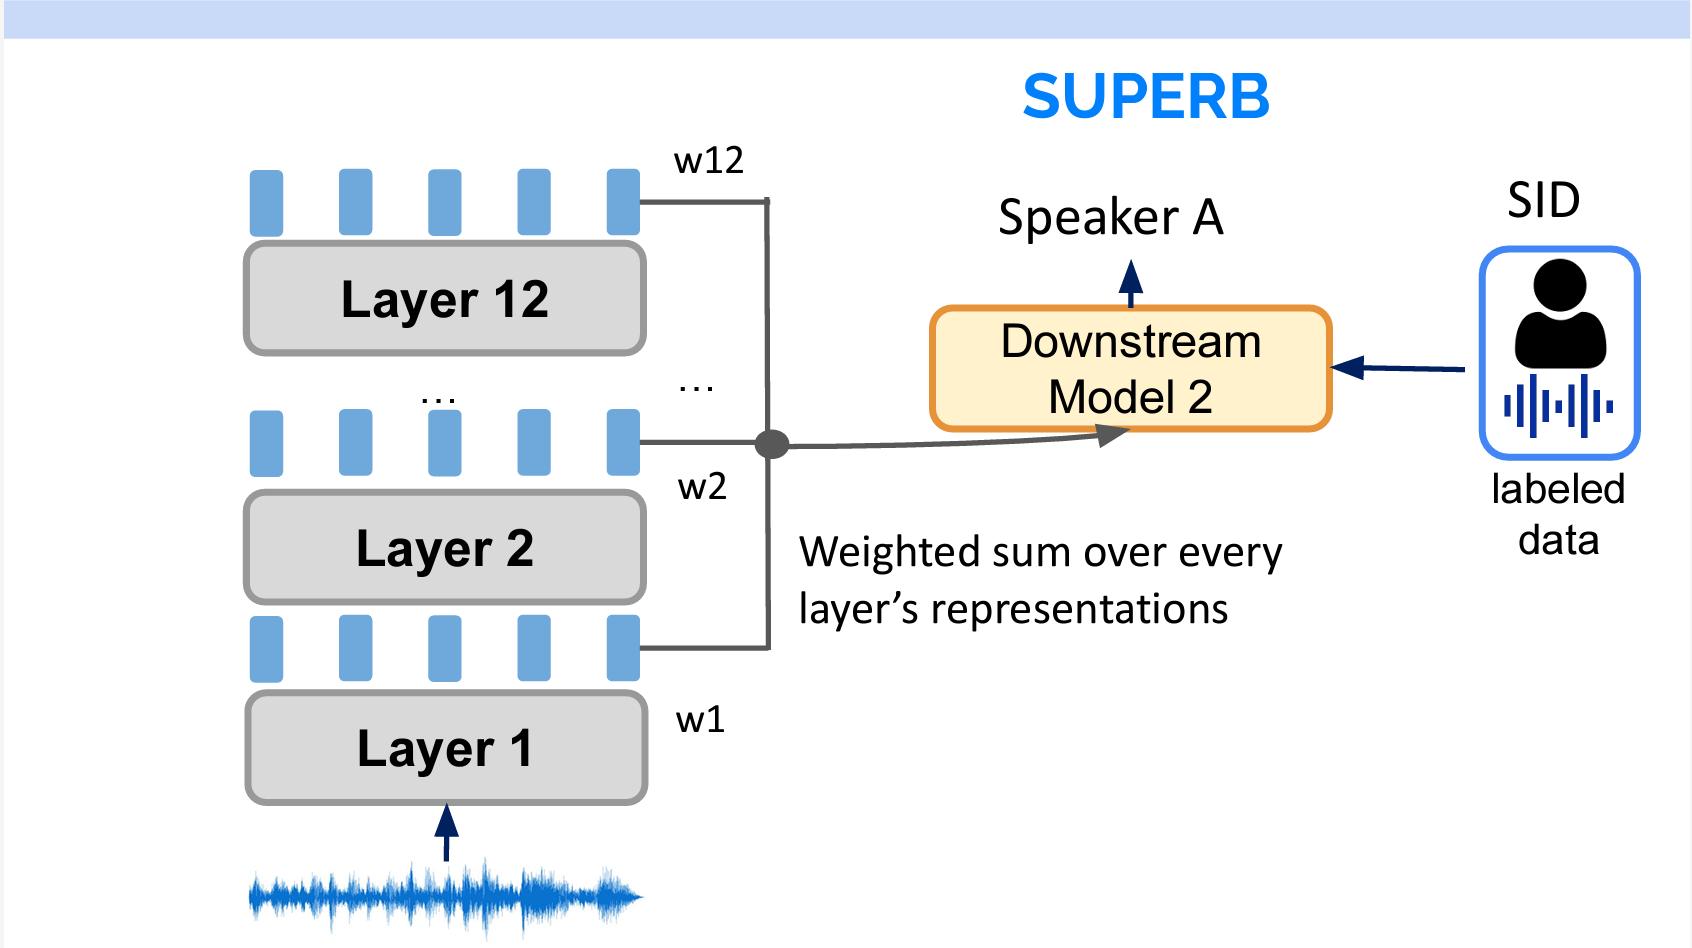 SUPERB
w12
Speaker A
SID
Layer 12
Downstream
Model 2
...
...
w2
labeled
data
Layer 2
Weighted sum over every
layer’s representations
w1
Layer 1